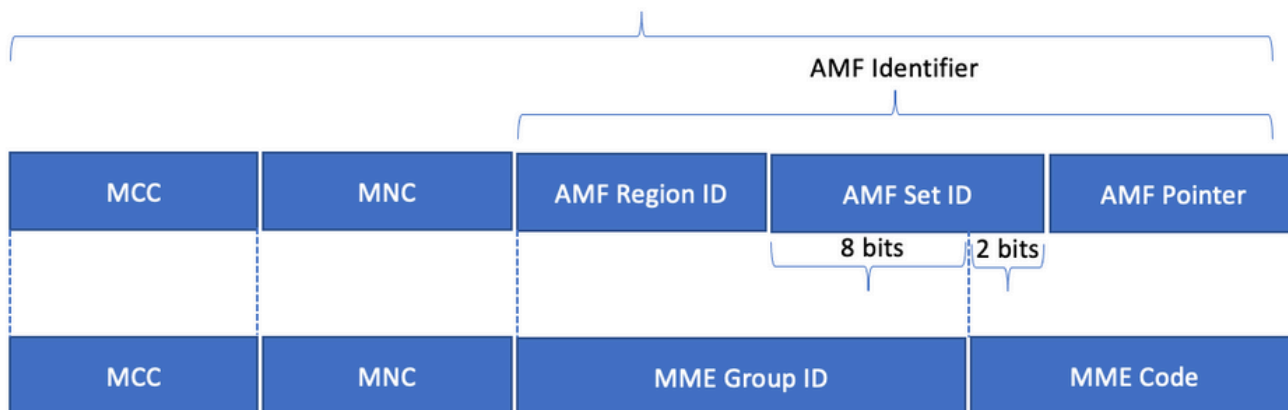 AMF Identifier
MCC MNC AMF Region ID AMF Set ID AMF Pointer
8 bits 2 bits
MCC MNC MME Group ID MME Code